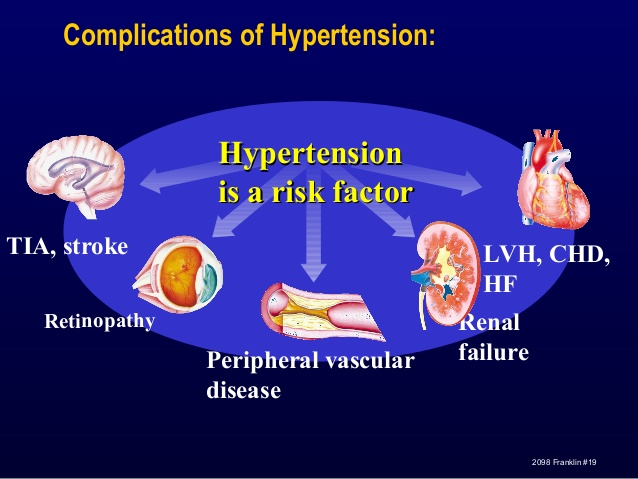 Complications of Hypertension:
Hypertension
is a risk factor
TIA, stroke
LVH, CHD,
HF
Retinopathy
Renal
failure
Peripheral vascular
disease
2098 Franklin #19